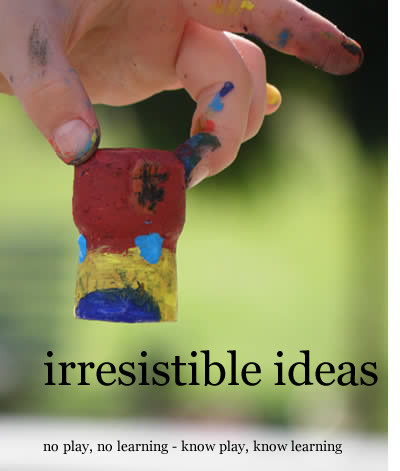 irresistible ideas
no play, no learning - know play, know learning